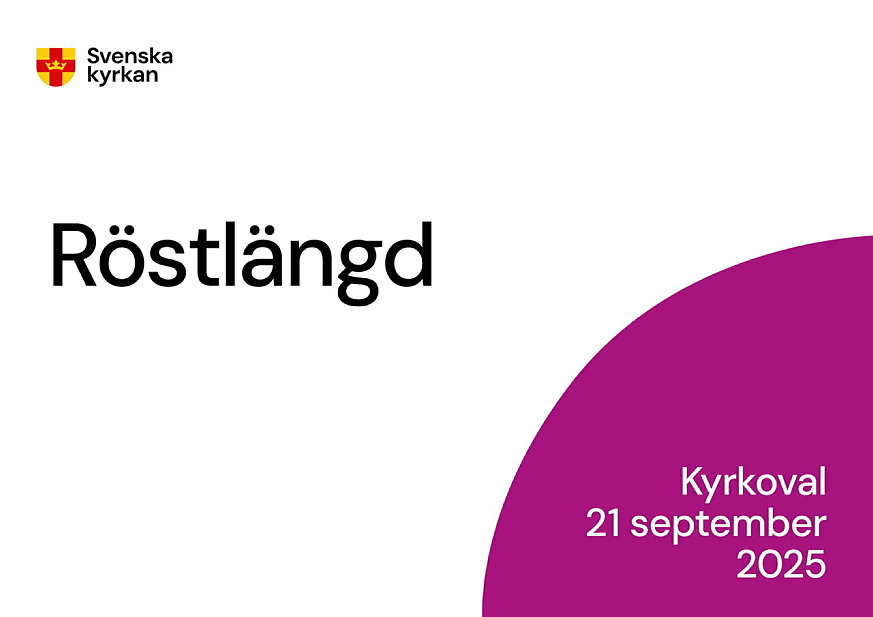 Svenska
kyrkan
Röstlängd
Kyrkoval
21 september
2025